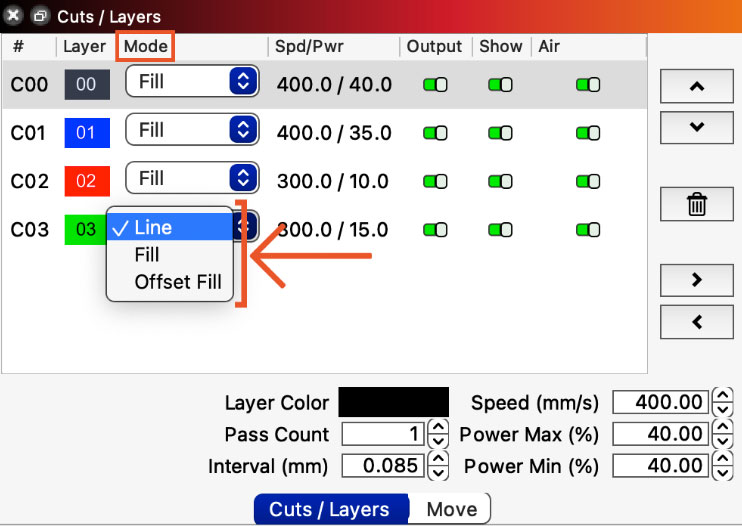 Cuts / Layers
# Layer Mode Spd/Pwr Output Show Air
C00 00 Fill 400.0 / 40.0
C01 01 Fill 400.0 / 35.0
C02 02 Fill 300.0 / 10.0
C03 03 Line 300.0 / 15.0
Fill
Offset Fill
Layer Color Speed (mm/s) 400.00
Pass Count 1 Power Max (%) 40.00
Interval (mm) 0.085 Power Min (%) 40.00
Cuts / Layers Move